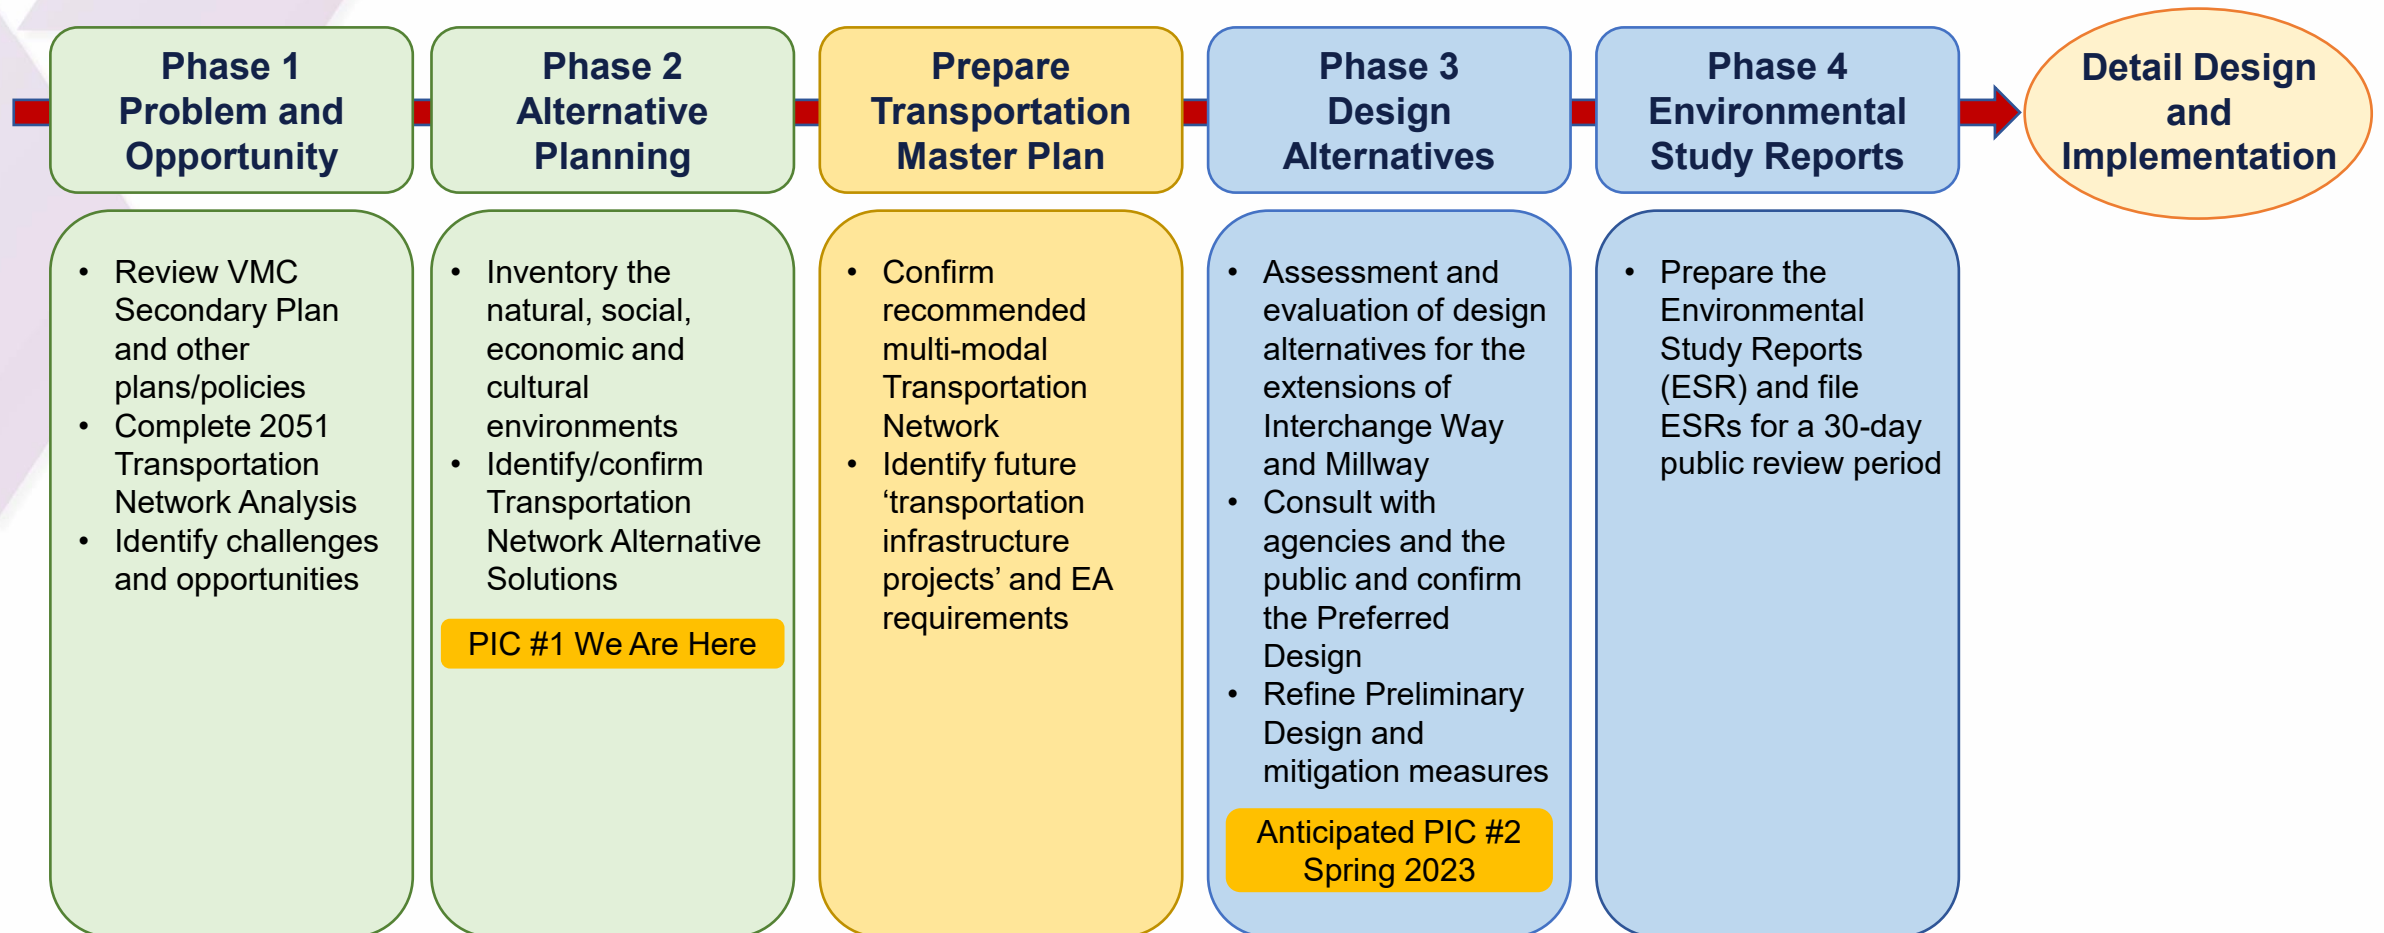 Phase 1
Problem and
Opportunity
• Review VMC
Secondary Plan
and other
plans/policies
• Complete 2051
Transportation
Network Analysis
• Identify challenges
and opportunities
Phase 2
Alternative
Planning
• Inventory the
natural, social,
economic and
cultural
environments
• Identify/confirm
Transportation
Network Alternative
Solutions
PIC #1 We Are Here
Prepare
Transportation
Master Plan
• Confirm
recommended
multi-modal
Transportation
Network
• Identify future
‘transportation
infrastructure
projects’ and EA
requirements
Phase 3
Design
Alternatives
• Assessment and
evaluation of design
alternatives for the
extensions of
Interchange Way
and Millway
• Consult with
agencies and the
public and confirm
the Preferred
Design
• Refine Preliminary
Design and
mitigation measures
Anticipated PIC #2
Spring 2023
Phase 4
Environmental
Study Reports
• Prepare the
Environmental
Study Reports
(ESR) and file
ESRs for a 30-day
public review period
Detail Design
and
Implementation